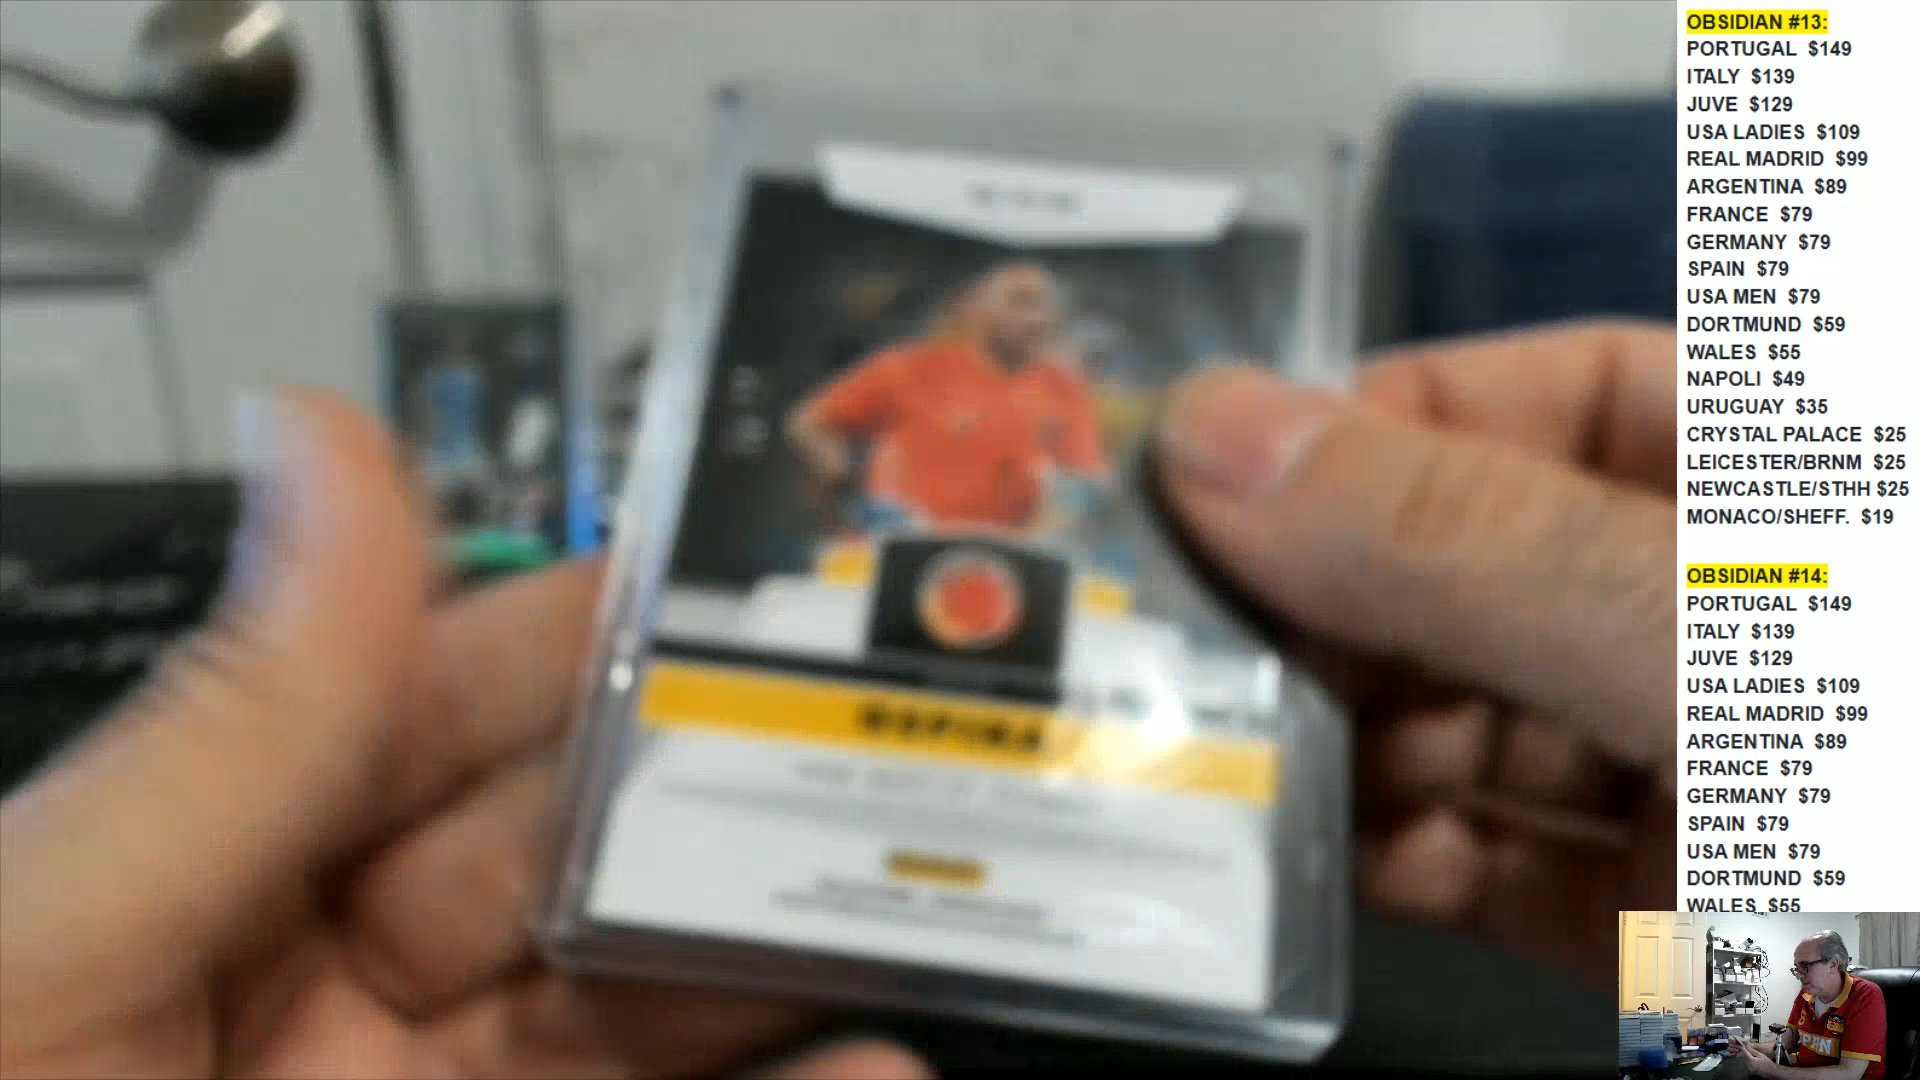 OBSIDIAN #13:
PORTUGAL $149
ITALY $139
JUVE $129
USA LADIES $109
REAL MADRID $99
ARGENTINA $89
FRANCE $79
GERMANY $79
SPAIN $79
USA MEN $79
DORTMUND $59
WALES $55
NAPOLI $49
URUGUAY $35
CRYSTAL PALACE $25
LEICESTER/BRNM $25
NEWCASTLE/STHH $25
MONACO/SHEFF. $19
OBSIDIAN #14:
PORTUGAL $149
ITALY $139
JUVE $129
USA LADIES $109
REAL MADRID $99
ARGENTINA $89
FRANCE $79
GERMANY $79
SPAIN $79
USA MEN $79
DORTMUND $59
WALES $55
OSPINA